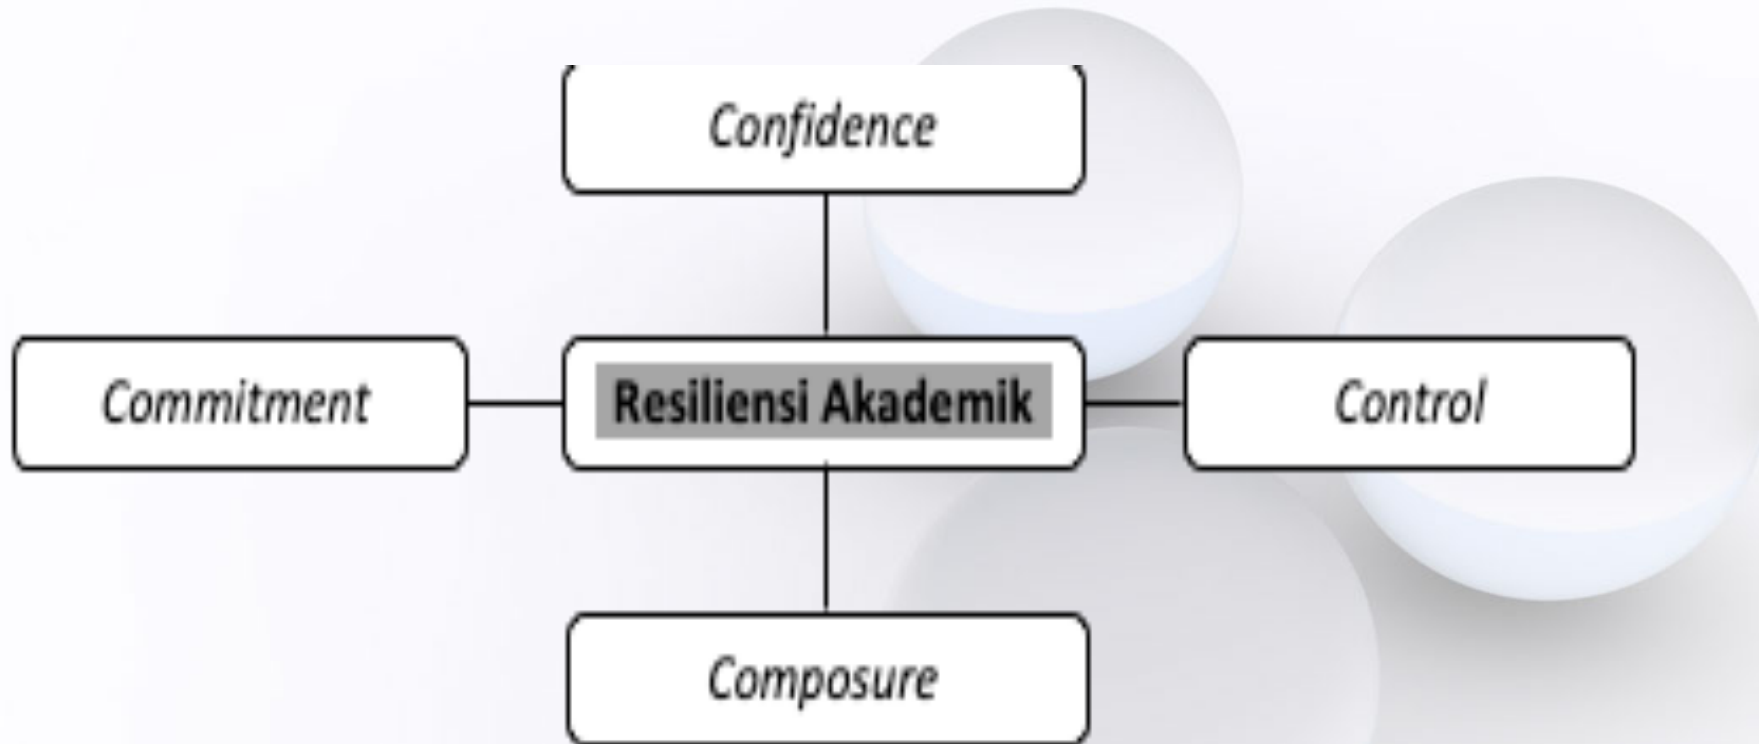 Confidence
Commitment
Resiliensi Akademik
Control
Composure